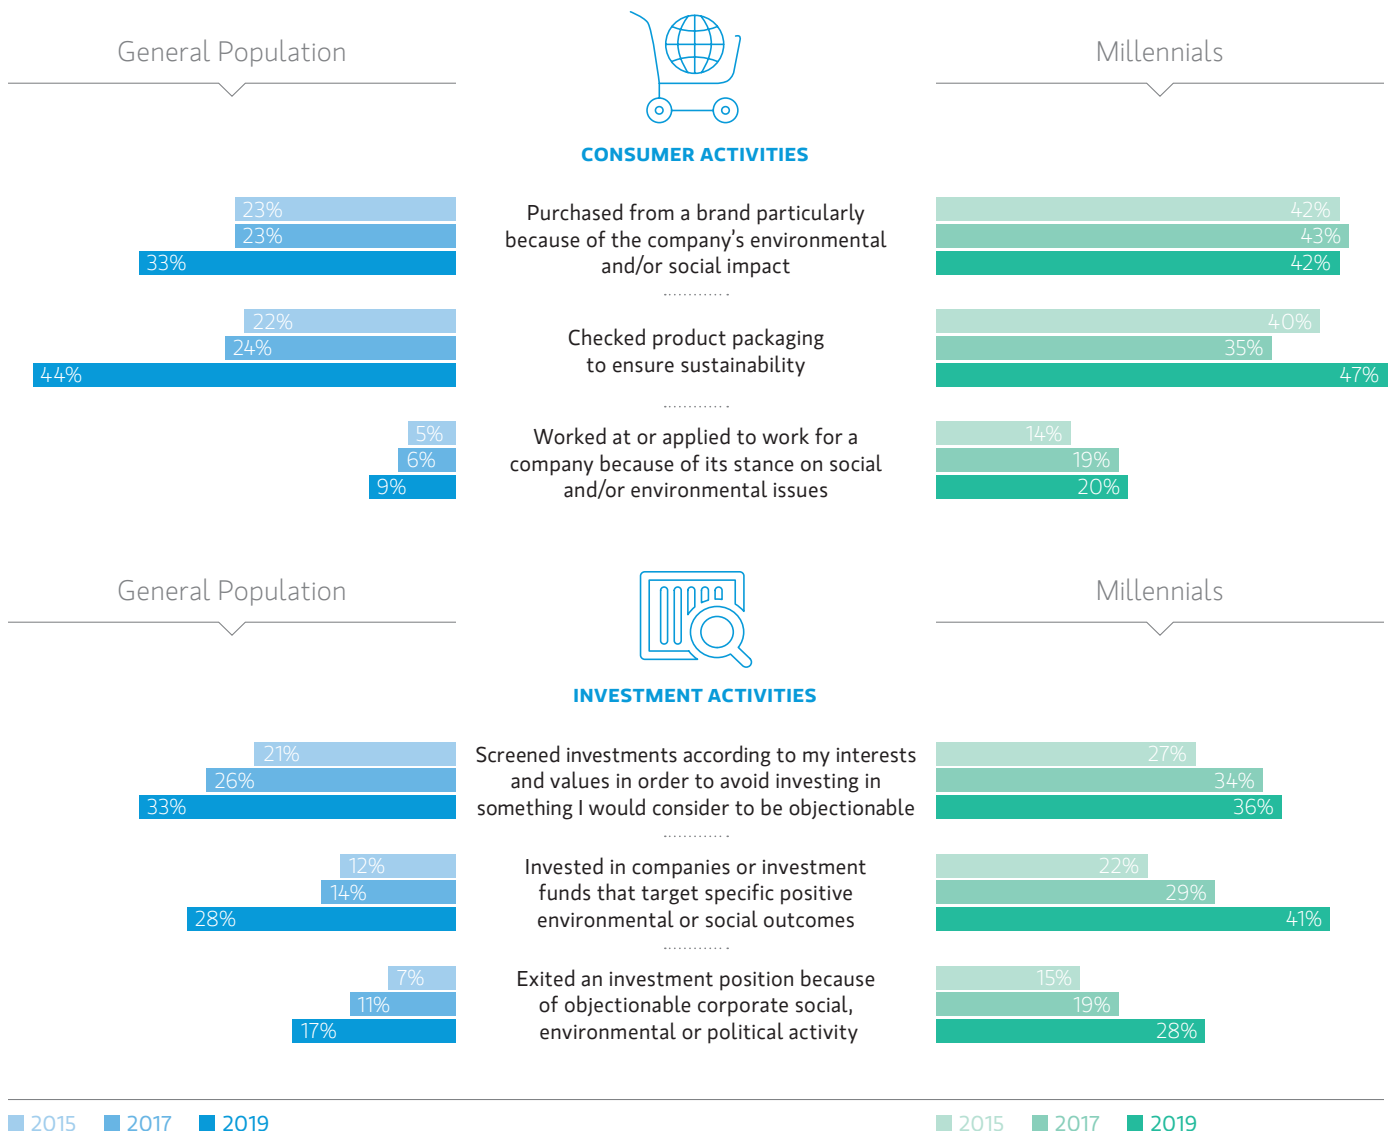 General Population
Millennials
CONSUMER ACTIVITIES
23%
23%
33%
Purchased from a brand particularly
because of the company's environmental
and/or social impact
42%
43%
42%
22%
24%
44%
Checked product packaging
to ensure sustainability
40%
35%
47%
5%
6%
9%
Worked at or applied to work for a
company because of its stance on social
and/or environmental issues
14%
19%
20%
General Population
Millennials
INVESTMENT ACTIVITIES
21%
26%
33%
Screened investments according to my interests
and values in order to avoid investing in
something I would consider to be objectionable
27%
34%
36%
12%
14%
28%
Invested in companies or investment
funds that target specific positive
environmental or social outcomes
22%
29%
41%
7%
11%
17%
Exited an investment position because
of objectionable corporate social,
environmental or political activity
15%
19%
28%
2015 2017 2019
2015 2017 2019